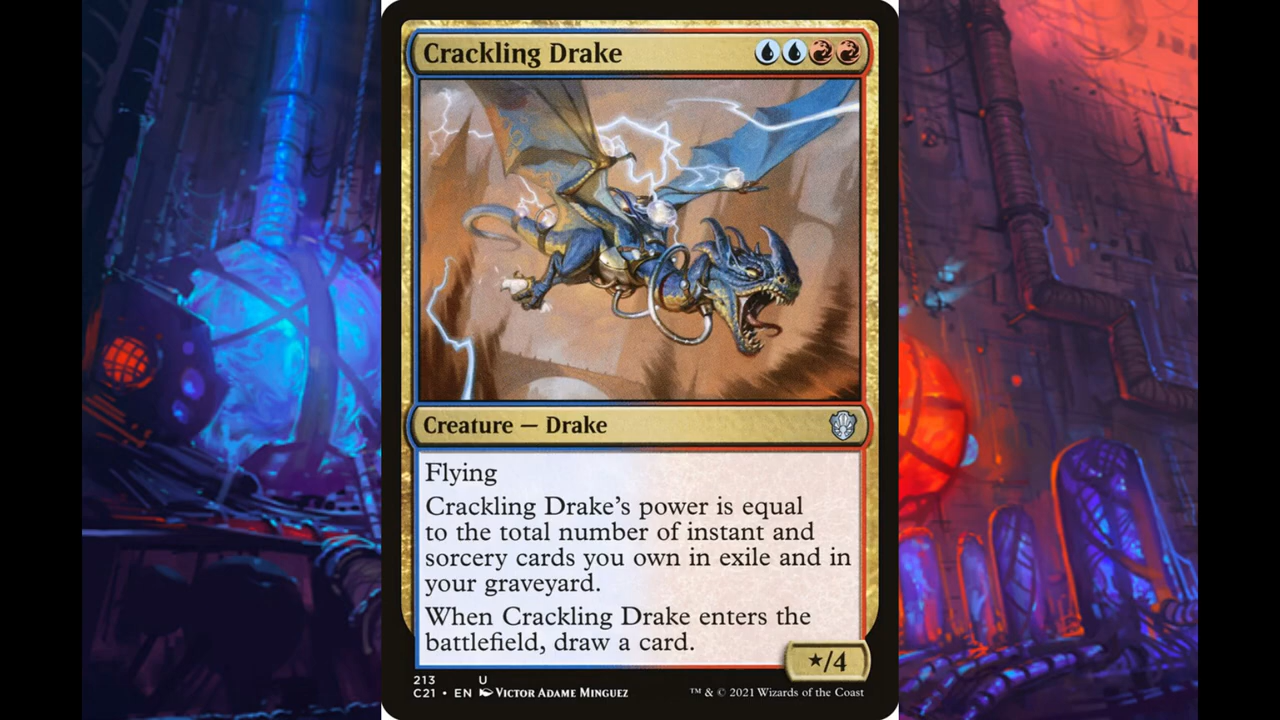 Crackling Drake
Creature — Drake
Flying
Crackling Drake's power is equal
to the total number of instant and
sorcery cards you own in exile and in
your graveyard.
When Crackling Drake enters the
battlefield, draw a card.
★/4
213 U
C21 • EN Victor Adame Minguez
™ & © 2021 Wizards of the Coast